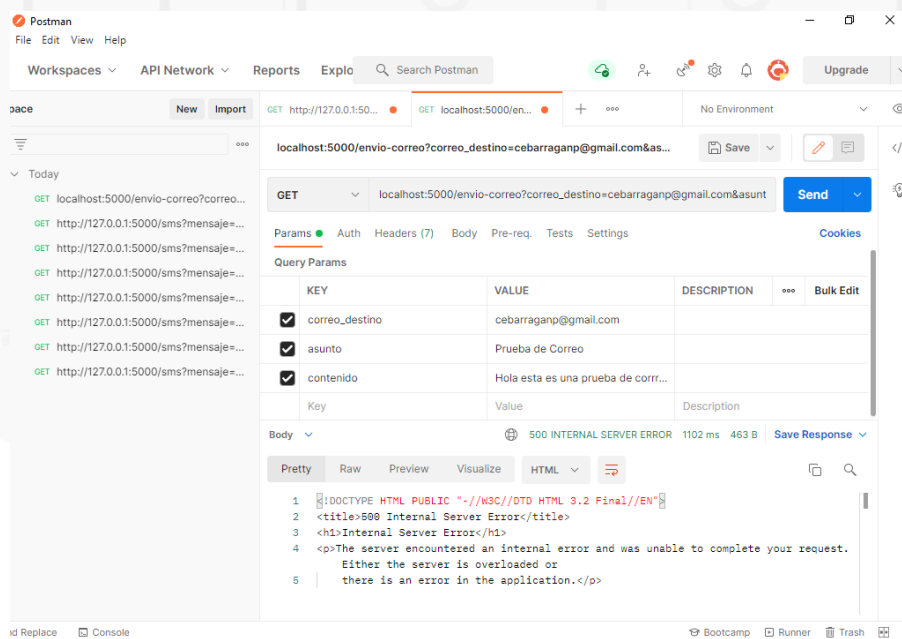 Postman
File Edit View Help
Workspaces API Network Reports Explo Search Postman Upgrade
pace New Import GET http://127.0.0.1:50... GET localhost:5000/en... No Environment
localhost:5000/envio-correo?correo_destino=cebarraganp@gmail.com&as... Save
Today
GET localhost:5000/envio-correo?correo...
GET http://127.0.0.1:5000/sms?mensaje=...
GET http://127.0.0.1:5000/sms?mensaje=...
GET http://127.0.0.1:5000/sms?mensaje=...
GET http://127.0.0.1:5000/sms?mensaje=...
GET http://127.0.0.1:5000/sms?mensaje=...
GET http://127.0.0.1:5000/sms?mensaje=...
GET http://127.0.0.1:5000/sms?mensaje=...
GET localhost:5000/envio-correo?correo_destino=cebarraganp@gmail.com&asunt Send
Params Auth Headers (7) Body Pre-req. Tests Settings Cookies
Query Params
KEY VALUE DESCRIPTION Bulk Edit
correo_destino cebarraganp@gmail.com
asunto Prueba de Correo
contenido Hola esta es una prueba de corrr...
Key Value Description
Body 500 INTERNAL SERVER ERROR 1102 ms 463 B Save Response
Pretty Raw Preview Visualize HTML
1 <!DOCTYPE HTML PUBLIC "-//W3C//DTD HTML 3.2 Final//EN">
2 <title>500 Internal Server Error</title>
3 <h1>Internal Server Error</h1>
4 <p>The server encountered an internal error and was unable to complete your request.
Either the server is overloaded or
5 there is an error in the application.</p>
nd Replace Console Bootcamp Runner Trash